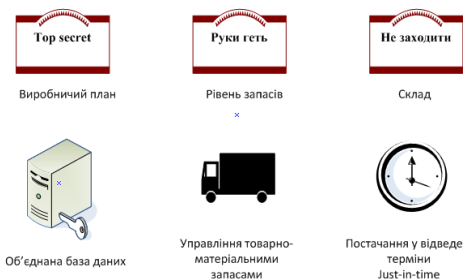 Top secret
Руки геть
Не заходити
Виробничий план
Рівень запасів
Склад
Об’єднана база даних
Управління товарно-
матеріальними
запасами
Постачання у відведе
терміни
Just-in-time